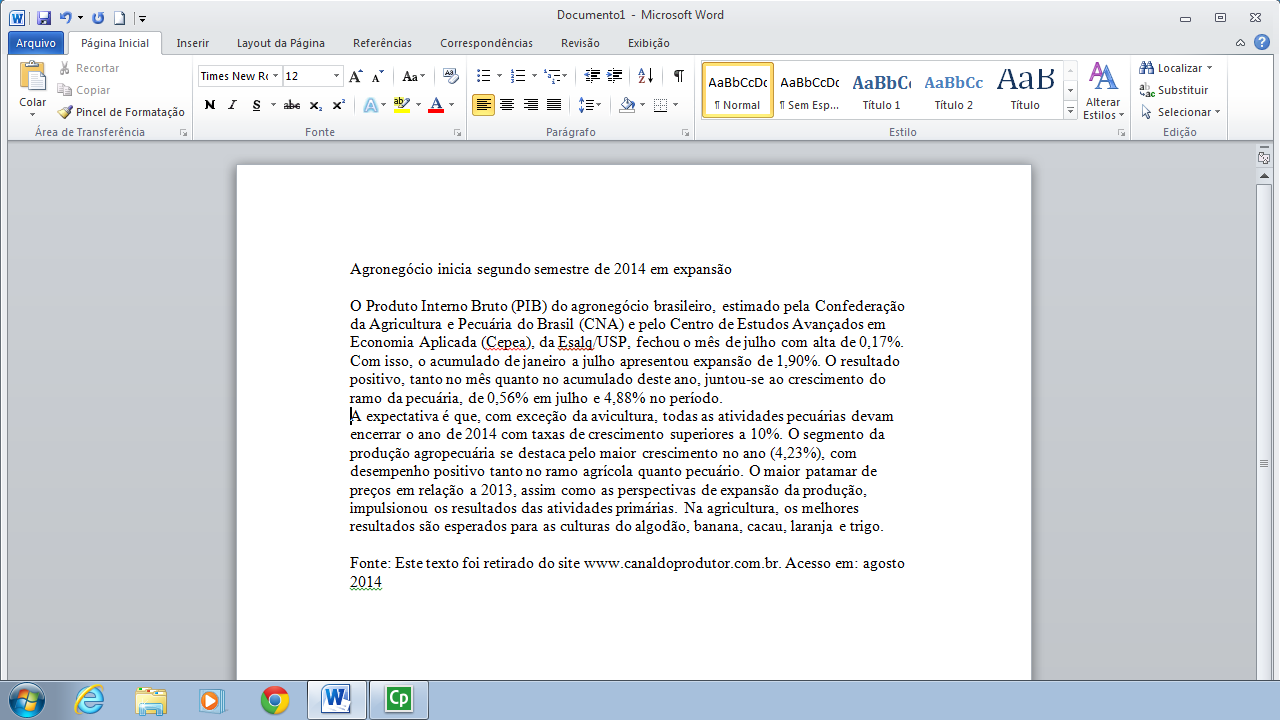 Documento1 - Microsoft Word
Arquivo Página Inicial Inserir Layout da Página Referências Correspondências Revisão Exibição
Colar
Recortar
Copiar
Pincel de Formatação
Área de Transferência
Times New Ro 12
N I S abc x₂ x²
Fonte
Parágrafo
AaBbCcDc AaBbCcDc AaBbCc AaBbCc AaB
¶ Normal ¶ Sem Esp... Título 1 Título 2 Título
Alterar
Estilos
Estilo
Localizar
Substituir
Selecionar
Edição
Agronegócio inicia segundo semestre de 2014 em expansão
O Produto Interno Bruto (PIB) do agronegócio brasileiro, estimado pela Confederação
da Agricultura e Pecuária do Brasil (CNA) e pelo Centro de Estudos Avançados em
Economia Aplicada (Cepea), da Esalq/USP, fechou o mês de julho com alta de 0,17%.
Com isso, o acumulado de janeiro a julho apresentou expansão de 1,90%. O resultado
positivo, tanto no mês quanto no acumulado deste ano, juntou-se ao crescimento do
ramo da pecuária, de 0,56% em julho e 4,88% no período.
A expectativa é que, com exceção da avicultura, todas as atividades pecuárias devam
encerrar o ano de 2014 com taxas de crescimento superiores a 10%. O segmento da
produção agropecuária se destaca pelo maior crescimento no ano (4,23%), com
desempenho positivo tanto no ramo agrícola quanto pecuário. O maior patamar de
preços em relação a 2013, assim como as perspectivas de expansão da produção,
impulsionou os resultados das atividades primárias. Na agricultura, os melhores
resultados são esperados para as culturas do algodão, banana, cacau, laranja e trigo.
Fonte: Este texto foi retirado do site www.canaldoprodutor.com.br. Acesso em: agosto
2014
Cp